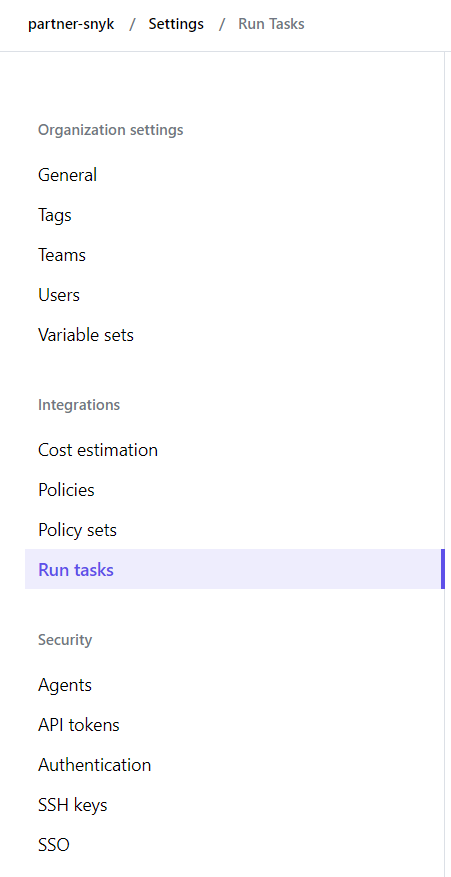 partner-snyk / Settings / Run Tasks
Organization settings
General
Tags
Teams
Users
Variable sets
Integrations
Cost estimation
Policies
Policy sets
Run tasks
Security
Agents
API tokens
Authentication
SSH keys
SSO